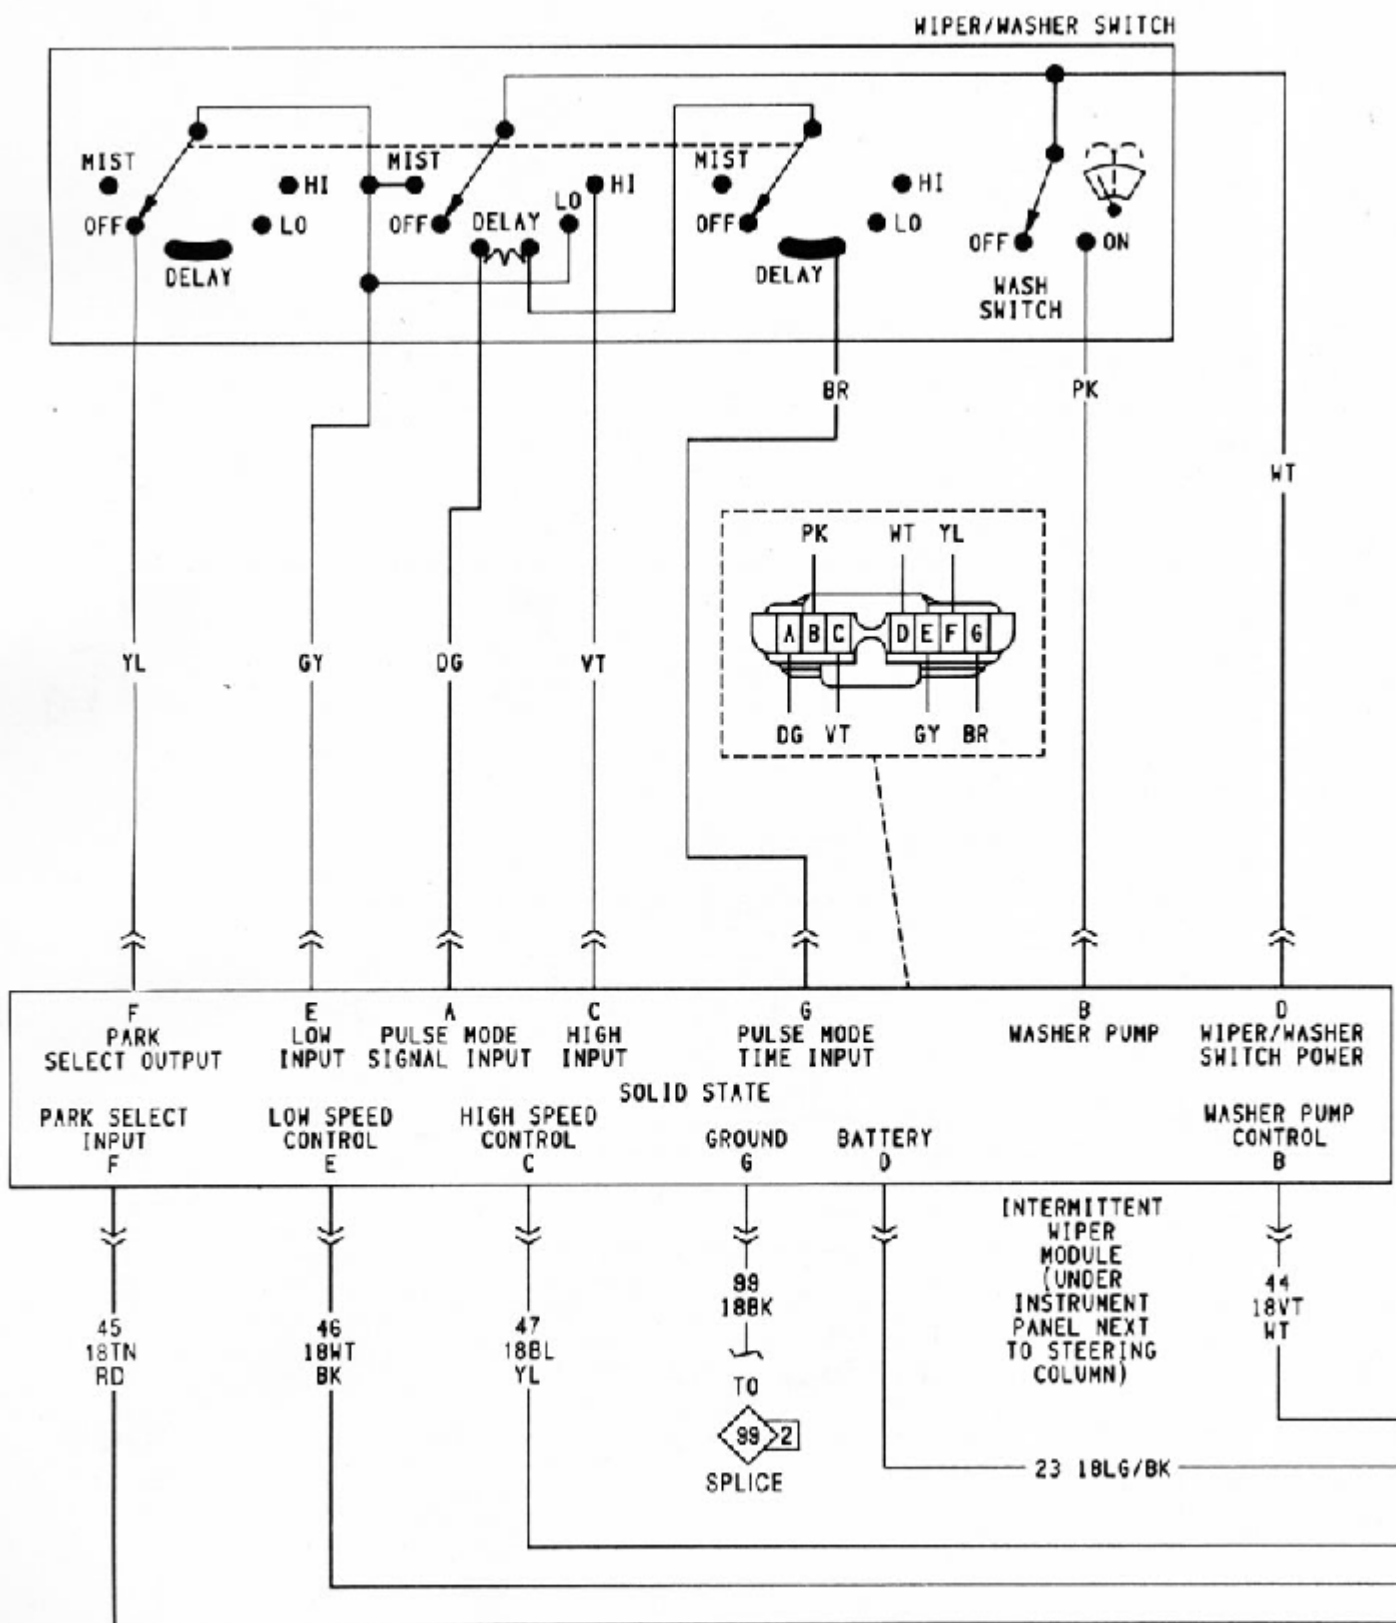 WIPER/WASHER SWITCH
MIST
HI
OFF
LO
DELAY
MIST
HI
LO
OFF
DELAY
MIST
HI
OFF
LO
DELAY
OFF
ON
WASH
SWITCH
BR
PK
WT
PK WT YL
A B C D E F G
DG VT GY BR
YL
GY
DG
VT
F
PARK
SELECT OUTPUT
E
LOW
INPUT
A
PULSE MODE
SIGNAL INPUT
C
HIGH
INPUT
G
PULSE MODE
TIME INPUT
B
WASHER PUMP
D
WIPER/WASHER
SWITCH POWER
SOLID STATE
PARK SELECT
INPUT
F
LOW SPEED
CONTROL
E
HIGH SPEED
CONTROL
C
GROUND
G
BATTERY
D
WASHER PUMP
CONTROL
B
INTERMITTENT
WIPER
MODULE
(UNDER
INSTRUMENT
PANEL NEXT
TO STEERING
COLUMN)
45
18TN
RD
46
18WT
BK
47
18BL
YL
99
18BK
TO
99 2
SPLICE
44
18VT
WT
23 18LG/BK